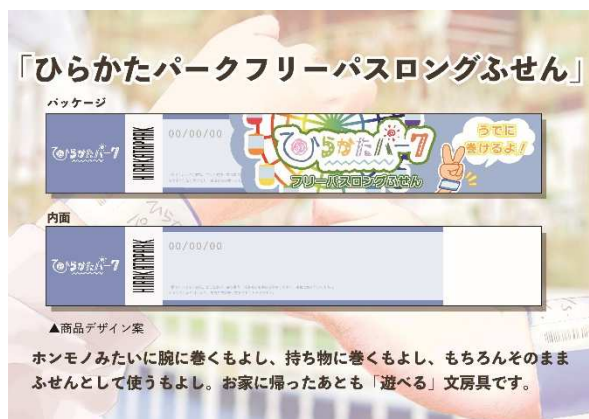 「ひらかたパークフリーパスロングふせん」
パッケージ
ひらかたパーク
HIRAKATAPARK
00/00/00
ひらかたパーク
フリーパスロングふせん
うでに
巻けるよ!
内面
ひらかたパーク
HIRAKATAPARK
00/00/00
▲商品デザイン案
ホンモノみたいに腕に巻くもよし、持ち物に巻くもよし、もちろんそのまま
ふせんとして使うもよし。お家に帰ったあとも「遊べる」文房具です。